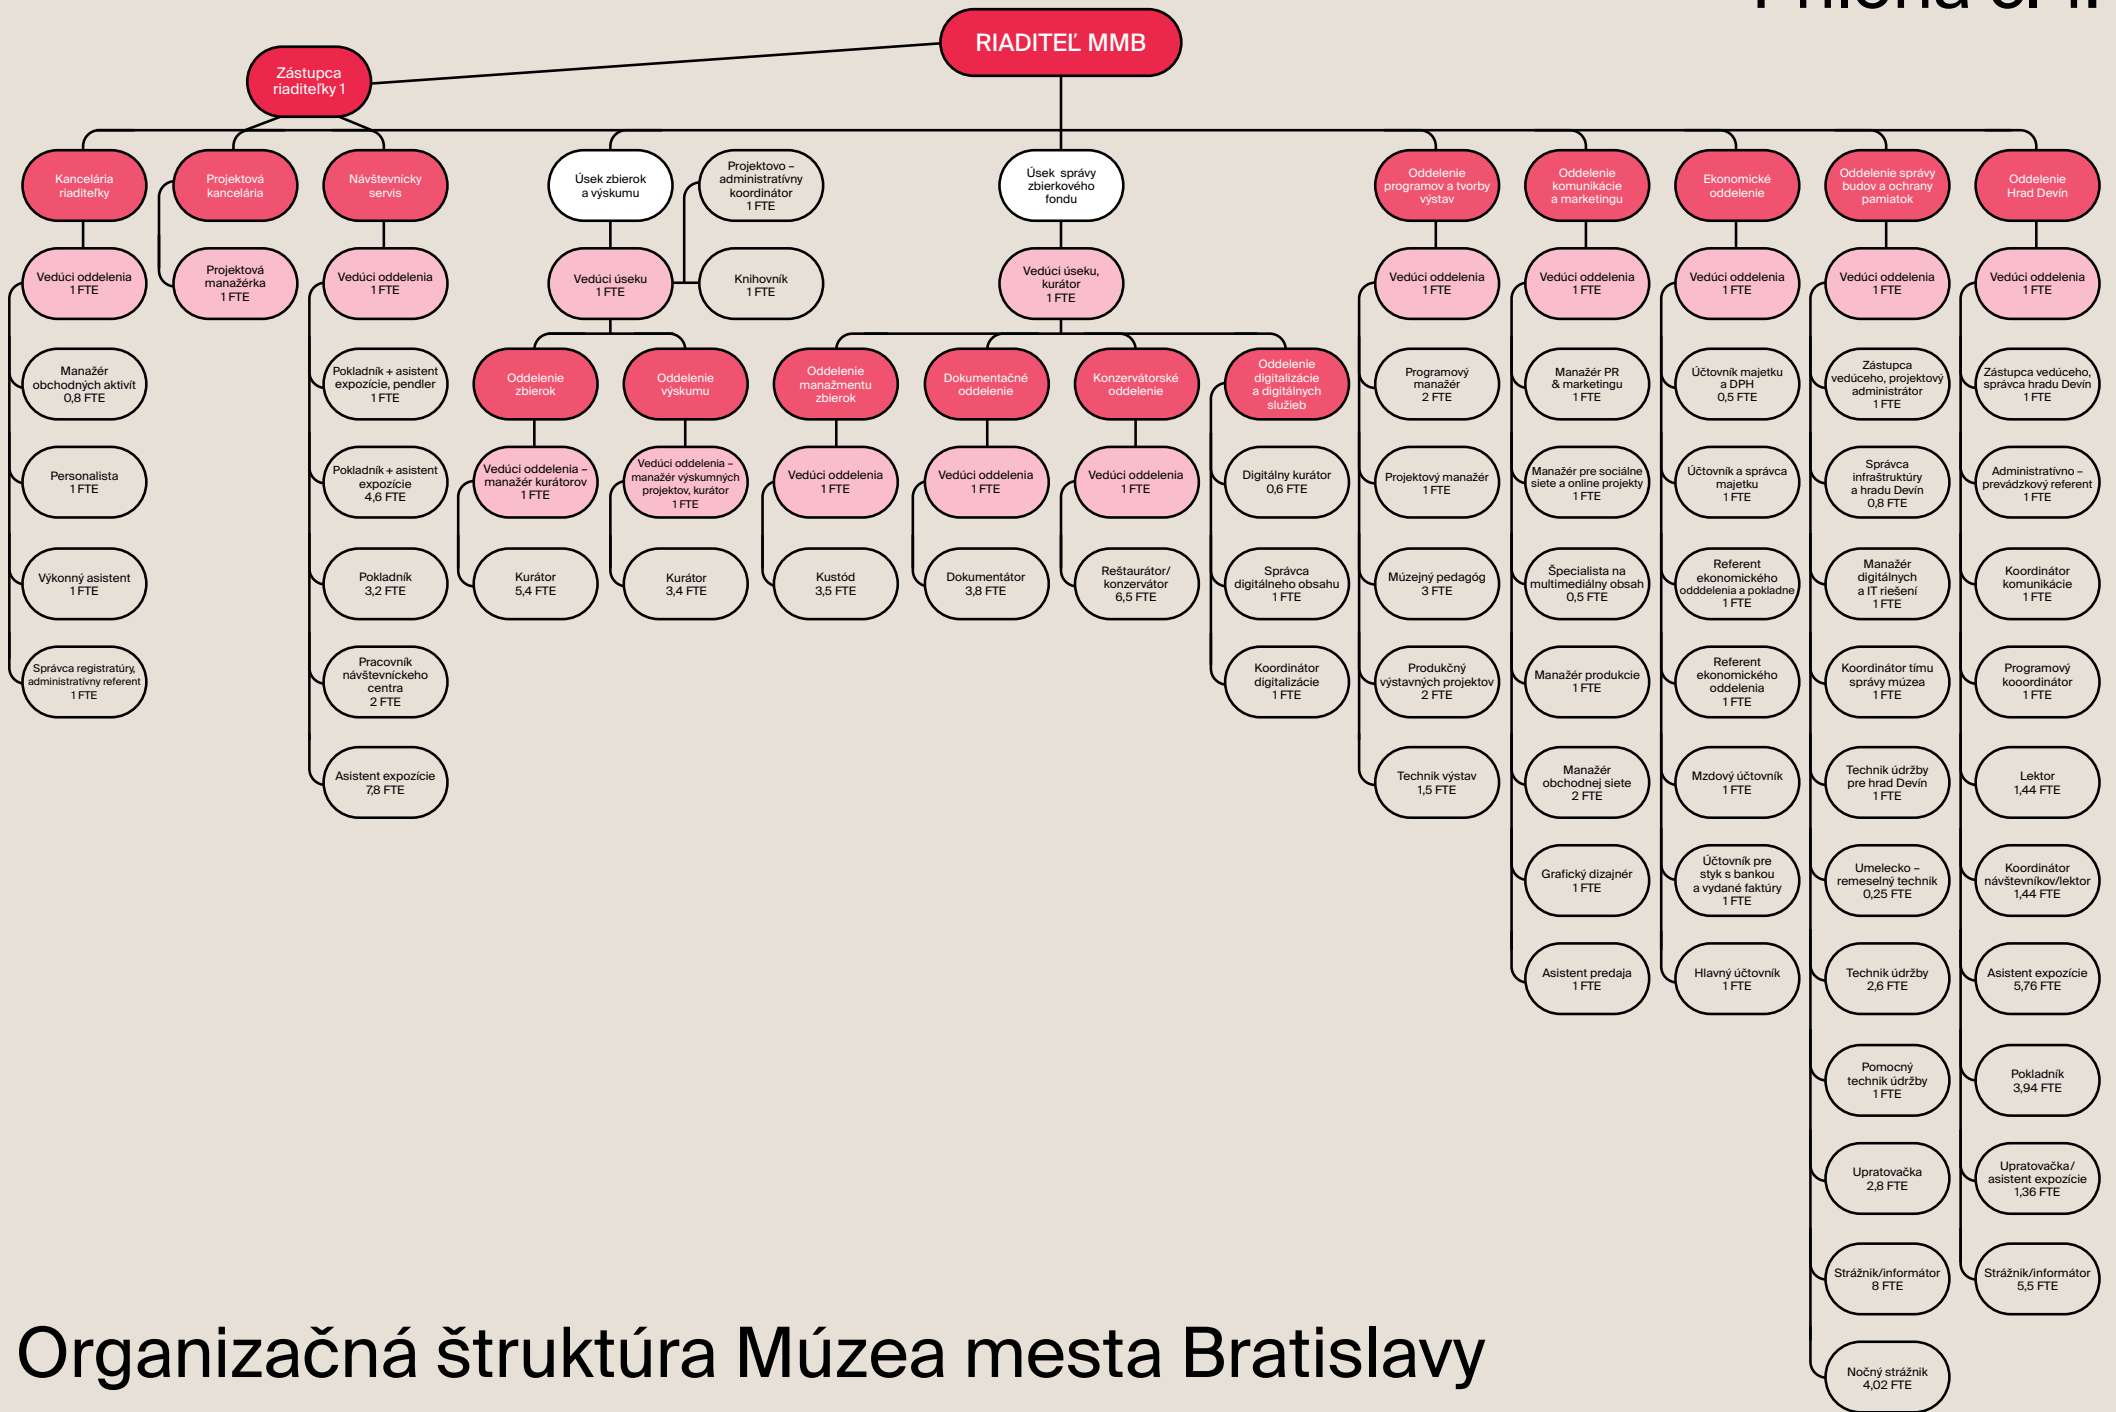 RIADITEĽ MMB
Zástupca
riaditeľky 1
Kancelária
riaditeľky
Vedúci oddelenia
1 FTE
Manažér
obchodných aktivít
0,8 FTE
Personalista
1 FTE
Výkonný asistent
1 FTE
Správca registratúry,
administratívny referent
1 FTE
Projektová
kancelária
Projektová
manažérka
1 FTE
Návštevnícky
servis
Vedúci oddelenia
1 FTE
Pokladník + asistent
expozície, pendler
1 FTE
Pokladník + asistent
expozície
4,6 FTE
Pokladník
3,2 FTE
Pracovník
návštevníckeho
centra
2 FTE
Asistent expozície
7,8 FTE
Úsek zbierok
a výskumu
Projektovo –
administratívny
koordinátor
1 FTE
Vedúci úseku
1 FTE
Knihovník
1 FTE
Oddelenie
zbierok
Vedúci oddelenia –
manažér kurátorov
1 FTE
Kurátor
5,4 FTE
Oddelenie
výskumu
Vedúci oddelenia –
manažér výskumných
projektov, kurátor
1 FTE
Kurátor
3,4 FTE
Úsek správy
zbierkového
fondu
Vedúci úseku,
kurátor
1 FTE
Oddelenie
manažmentu
zbierok
Vedúci oddelenia
1 FTE
Kustód
3,5 FTE
Dokumentačné
oddelenie
Vedúci oddelenia
1 FTE
Dokumentátor
3,8 FTE
Konzervátorské
oddelenie
Vedúci oddelenia
1 FTE
Reštaurátor/
konzervátor
6,5 FTE
Oddelenie
digitalizácie
a digitálnych
služieb
Digitálny kurátor
0,6 FTE
Správca
digitálneho obsahu
1 FTE
Koordinátor
digitalizácie
1 FTE
Oddelenie
programov a tvorby
výstav
Vedúci oddelenia
1 FTE
Programový
manažér
2 FTE
Projektový manažér
1 FTE
Múzejný pedagóg
3 FTE
Produkčný
výstavných projektov
2 FTE
Technik výstav
1,5 FTE
Oddelenie
komunikácie
a marketingu
Vedúci oddelenia
1 FTE
Manažér PR
& marketingu
1 FTE
Manažér pre sociálne
siete a online projekty
1 FTE
Špecialista na
multimediálny obsah
0,5 FTE
Manažér produkcie
1 FTE
Manažér
obchodnej siete
2 FTE
Grafický dizajnér
1 FTE
Asistent predaja
1 FTE
Ekonomické
oddelenie
Vedúci oddelenia
1 FTE
Účtovník majetku
a DPH
0,5 FTE
Účtovník a správca
majetku
1 FTE
Referent
ekonomického
odddelenia a pokladne
1 FTE
Referent
ekonomického
oddelenia
1 FTE
Mzdový účtovník
1 FTE
Účtovník pre
styk s bankou
a vydané faktúry
1 FTE
Hlavný účtovník
1 FTE
Oddelenie správy
budov a ochrany
pamiatok
Vedúci oddelenia
1 FTE
Zástupca
vedúceho, projektový
administrátor
1 FTE
Správca
infraštruktúry
a hradu Devín
0,8 FTE
Manažér
digitálnych
a IT riešení
1 FTE
Koordinátor tímu
správy múzea
1 FTE
Technik údržby
pre hrad Devín
1 FTE
Umelecko –
remeselný technik
0,25 FTE
Technik údržby
2,6 FTE
Pomocný
technik údržby
1 FTE
Upratovačka
2,8 FTE
Strážnik/informátor
8 FTE
Nočný strážnik
4,02 FTE
Oddelenie
Hrad Devín
Vedúci oddelenia
1 FTE
Zástupca vedúceho,
správca hradu Devín
1 FTE
Administratívno –
prevádzkový referent
1 FTE
Koordinátor
komunikácie
1 FTE
Programový
kooordinátor
1 FTE
Lektor
1,44 FTE
Koordinátor
návštevníkov/lektor
1,44 FTE
Asistent expozície
5,76 FTE
Pokladník
3,94 FTE
Upratovačka/
asistent expozície
1,36 FTE
Strážnik/informátor
5,5 FTE
Organizačná štruktúra Múzea mesta Bratislavy